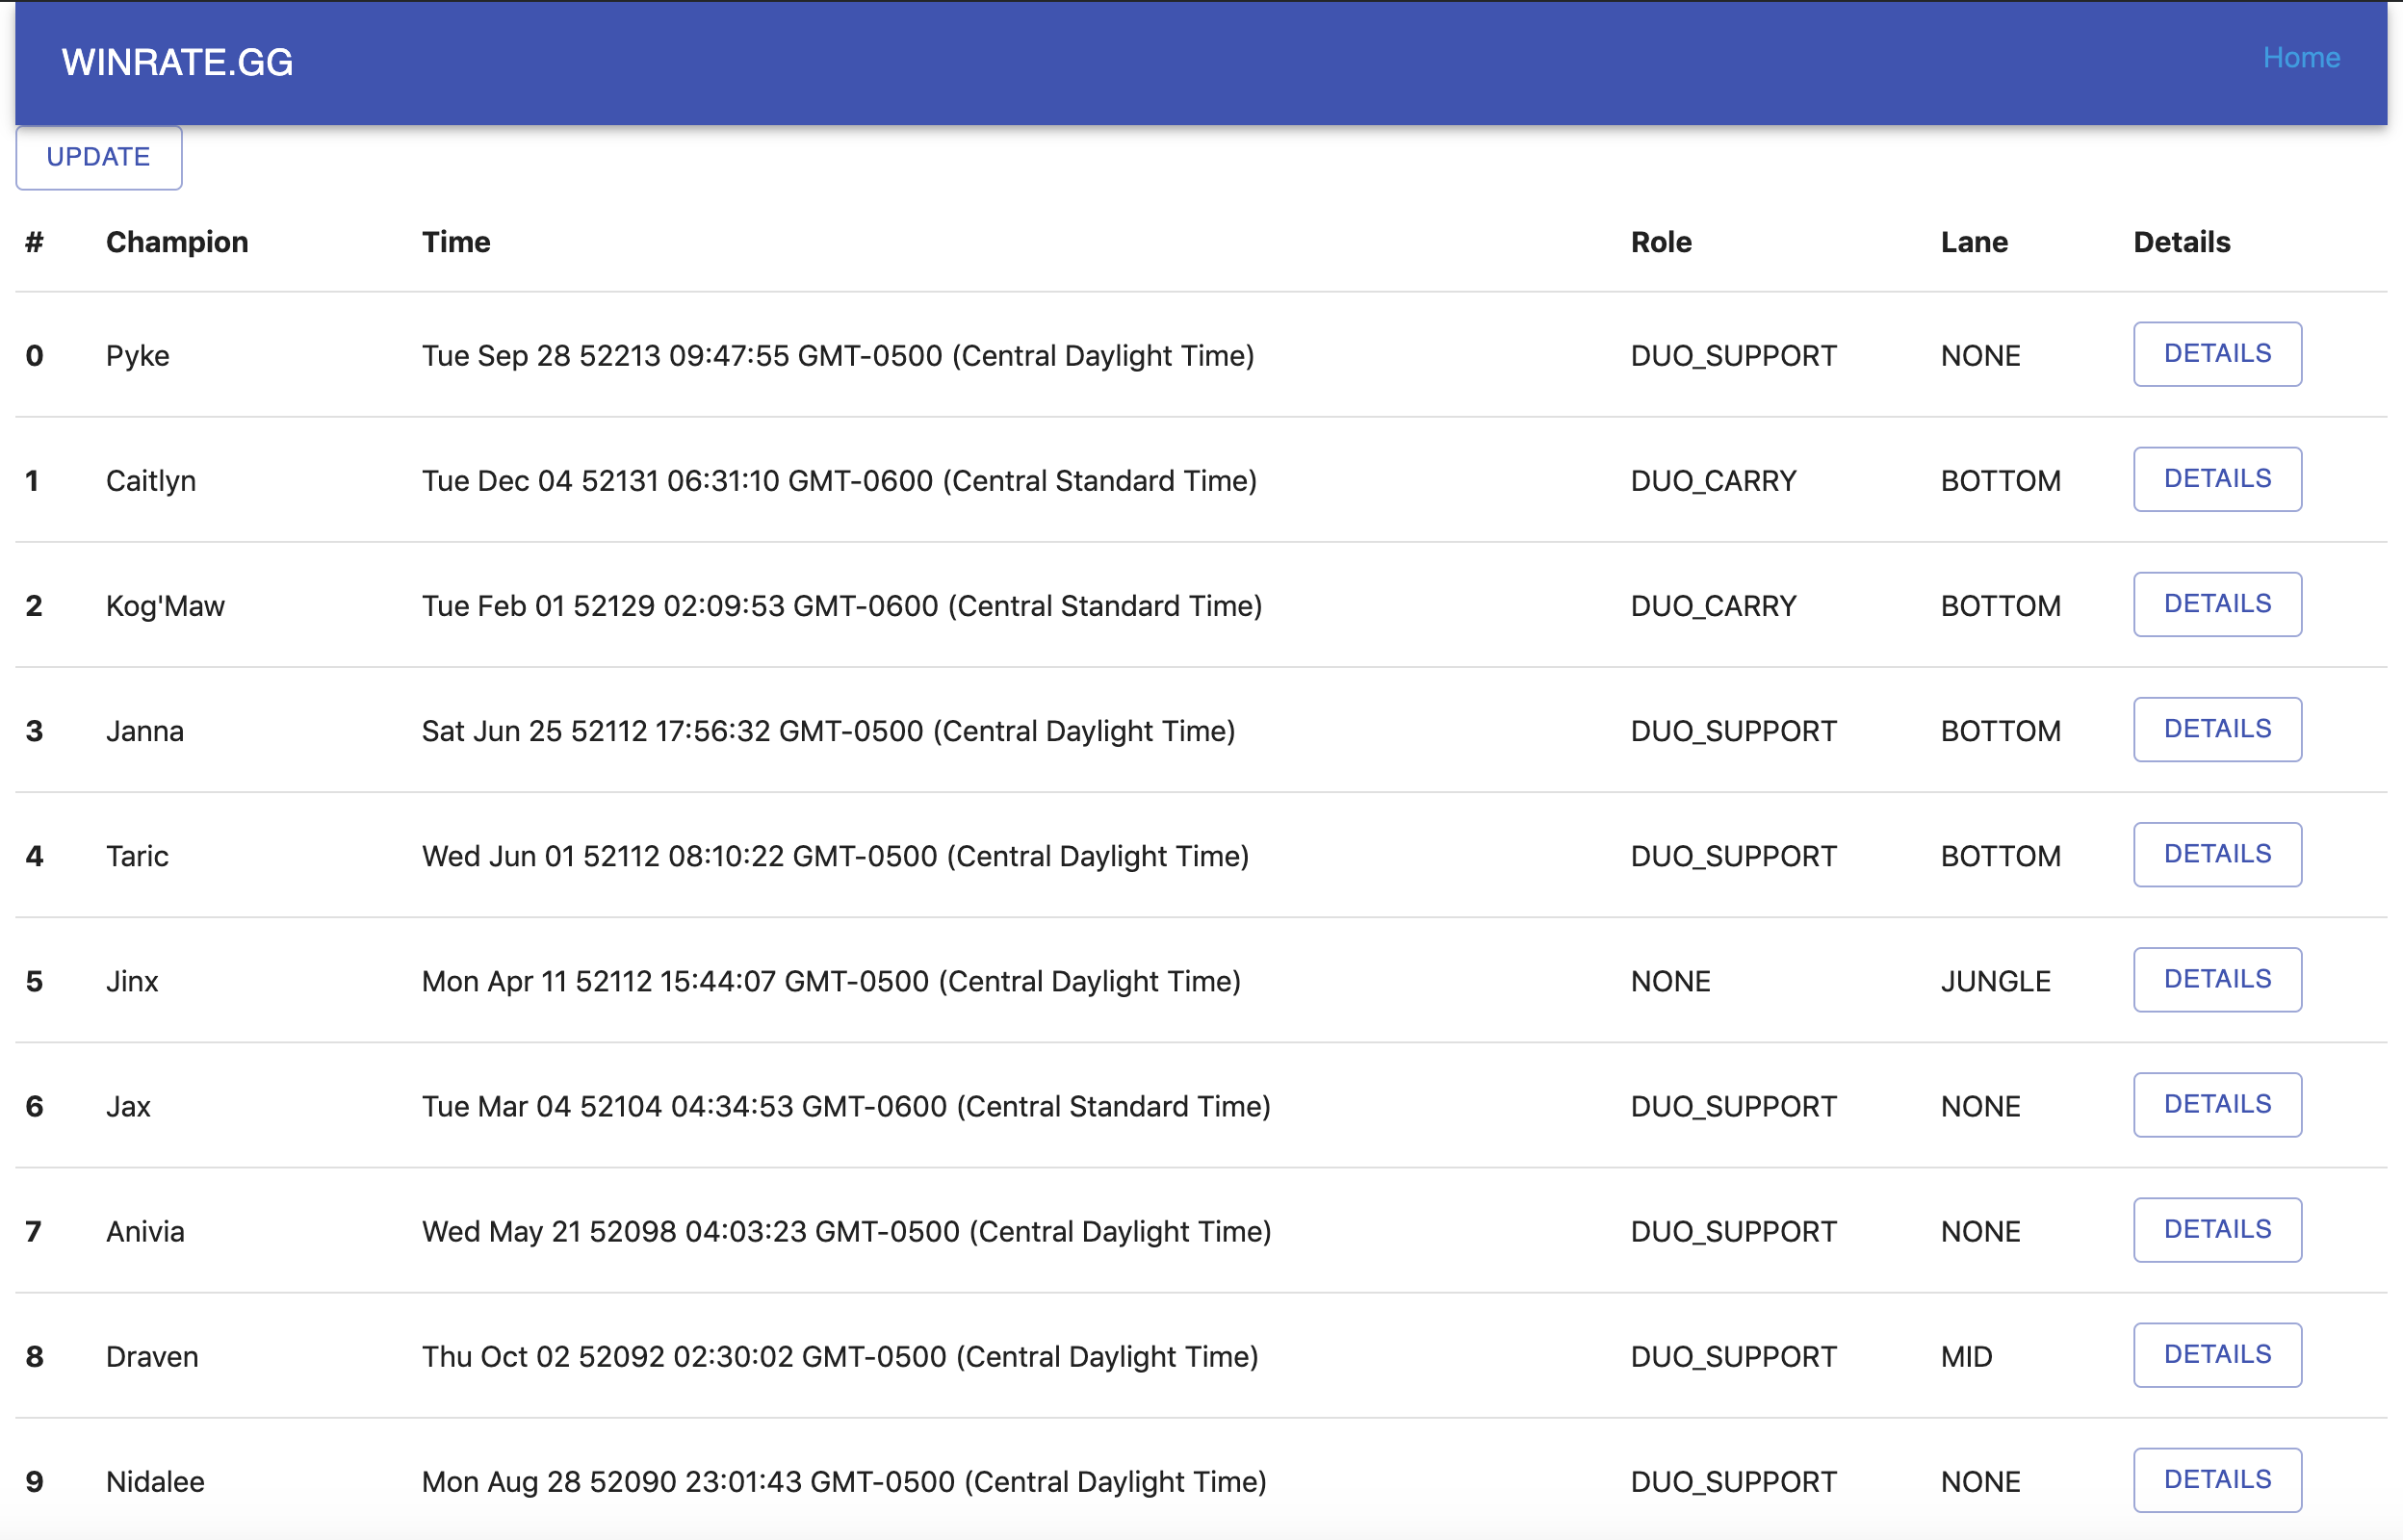 WINRATE.GG Home
UPDATE
# Champion Time Role Lane Details
0 Pyke Tue Sep 28 52213 09:47:55 GMT-0500 (Central Daylight Time) DUO_SUPPORT NONE DETAILS
1 Caitlyn Tue Dec 04 52131 06:31:10 GMT-0600 (Central Standard Time) DUO_CARRY BOTTOM DETAILS
2 Kog'Maw Tue Feb 01 52129 02:09:53 GMT-0600 (Central Standard Time) DUO_CARRY BOTTOM DETAILS
3 Janna Sat Jun 25 52112 17:56:32 GMT-0500 (Central Daylight Time) DUO_SUPPORT BOTTOM DETAILS
4 Taric Wed Jun 01 52112 08:10:22 GMT-0500 (Central Daylight Time) DUO_SUPPORT BOTTOM DETAILS
5 Jinx Mon Apr 11 52112 15:44:07 GMT-0500 (Central Daylight Time) NONE JUNGLE DETAILS
6 Jax Tue Mar 04 52104 04:34:53 GMT-0600 (Central Standard Time) DUO_SUPPORT NONE DETAILS
7 Anivia Wed May 21 52098 04:03:23 GMT-0500 (Central Daylight Time) DUO_SUPPORT NONE DETAILS
8 Draven Thu Oct 02 52092 02:30:02 GMT-0500 (Central Daylight Time) DUO_SUPPORT MID DETAILS
9 Nidalee Mon Aug 28 52090 23:01:43 GMT-0500 (Central Daylight Time) DUO_SUPPORT NONE DETAILS